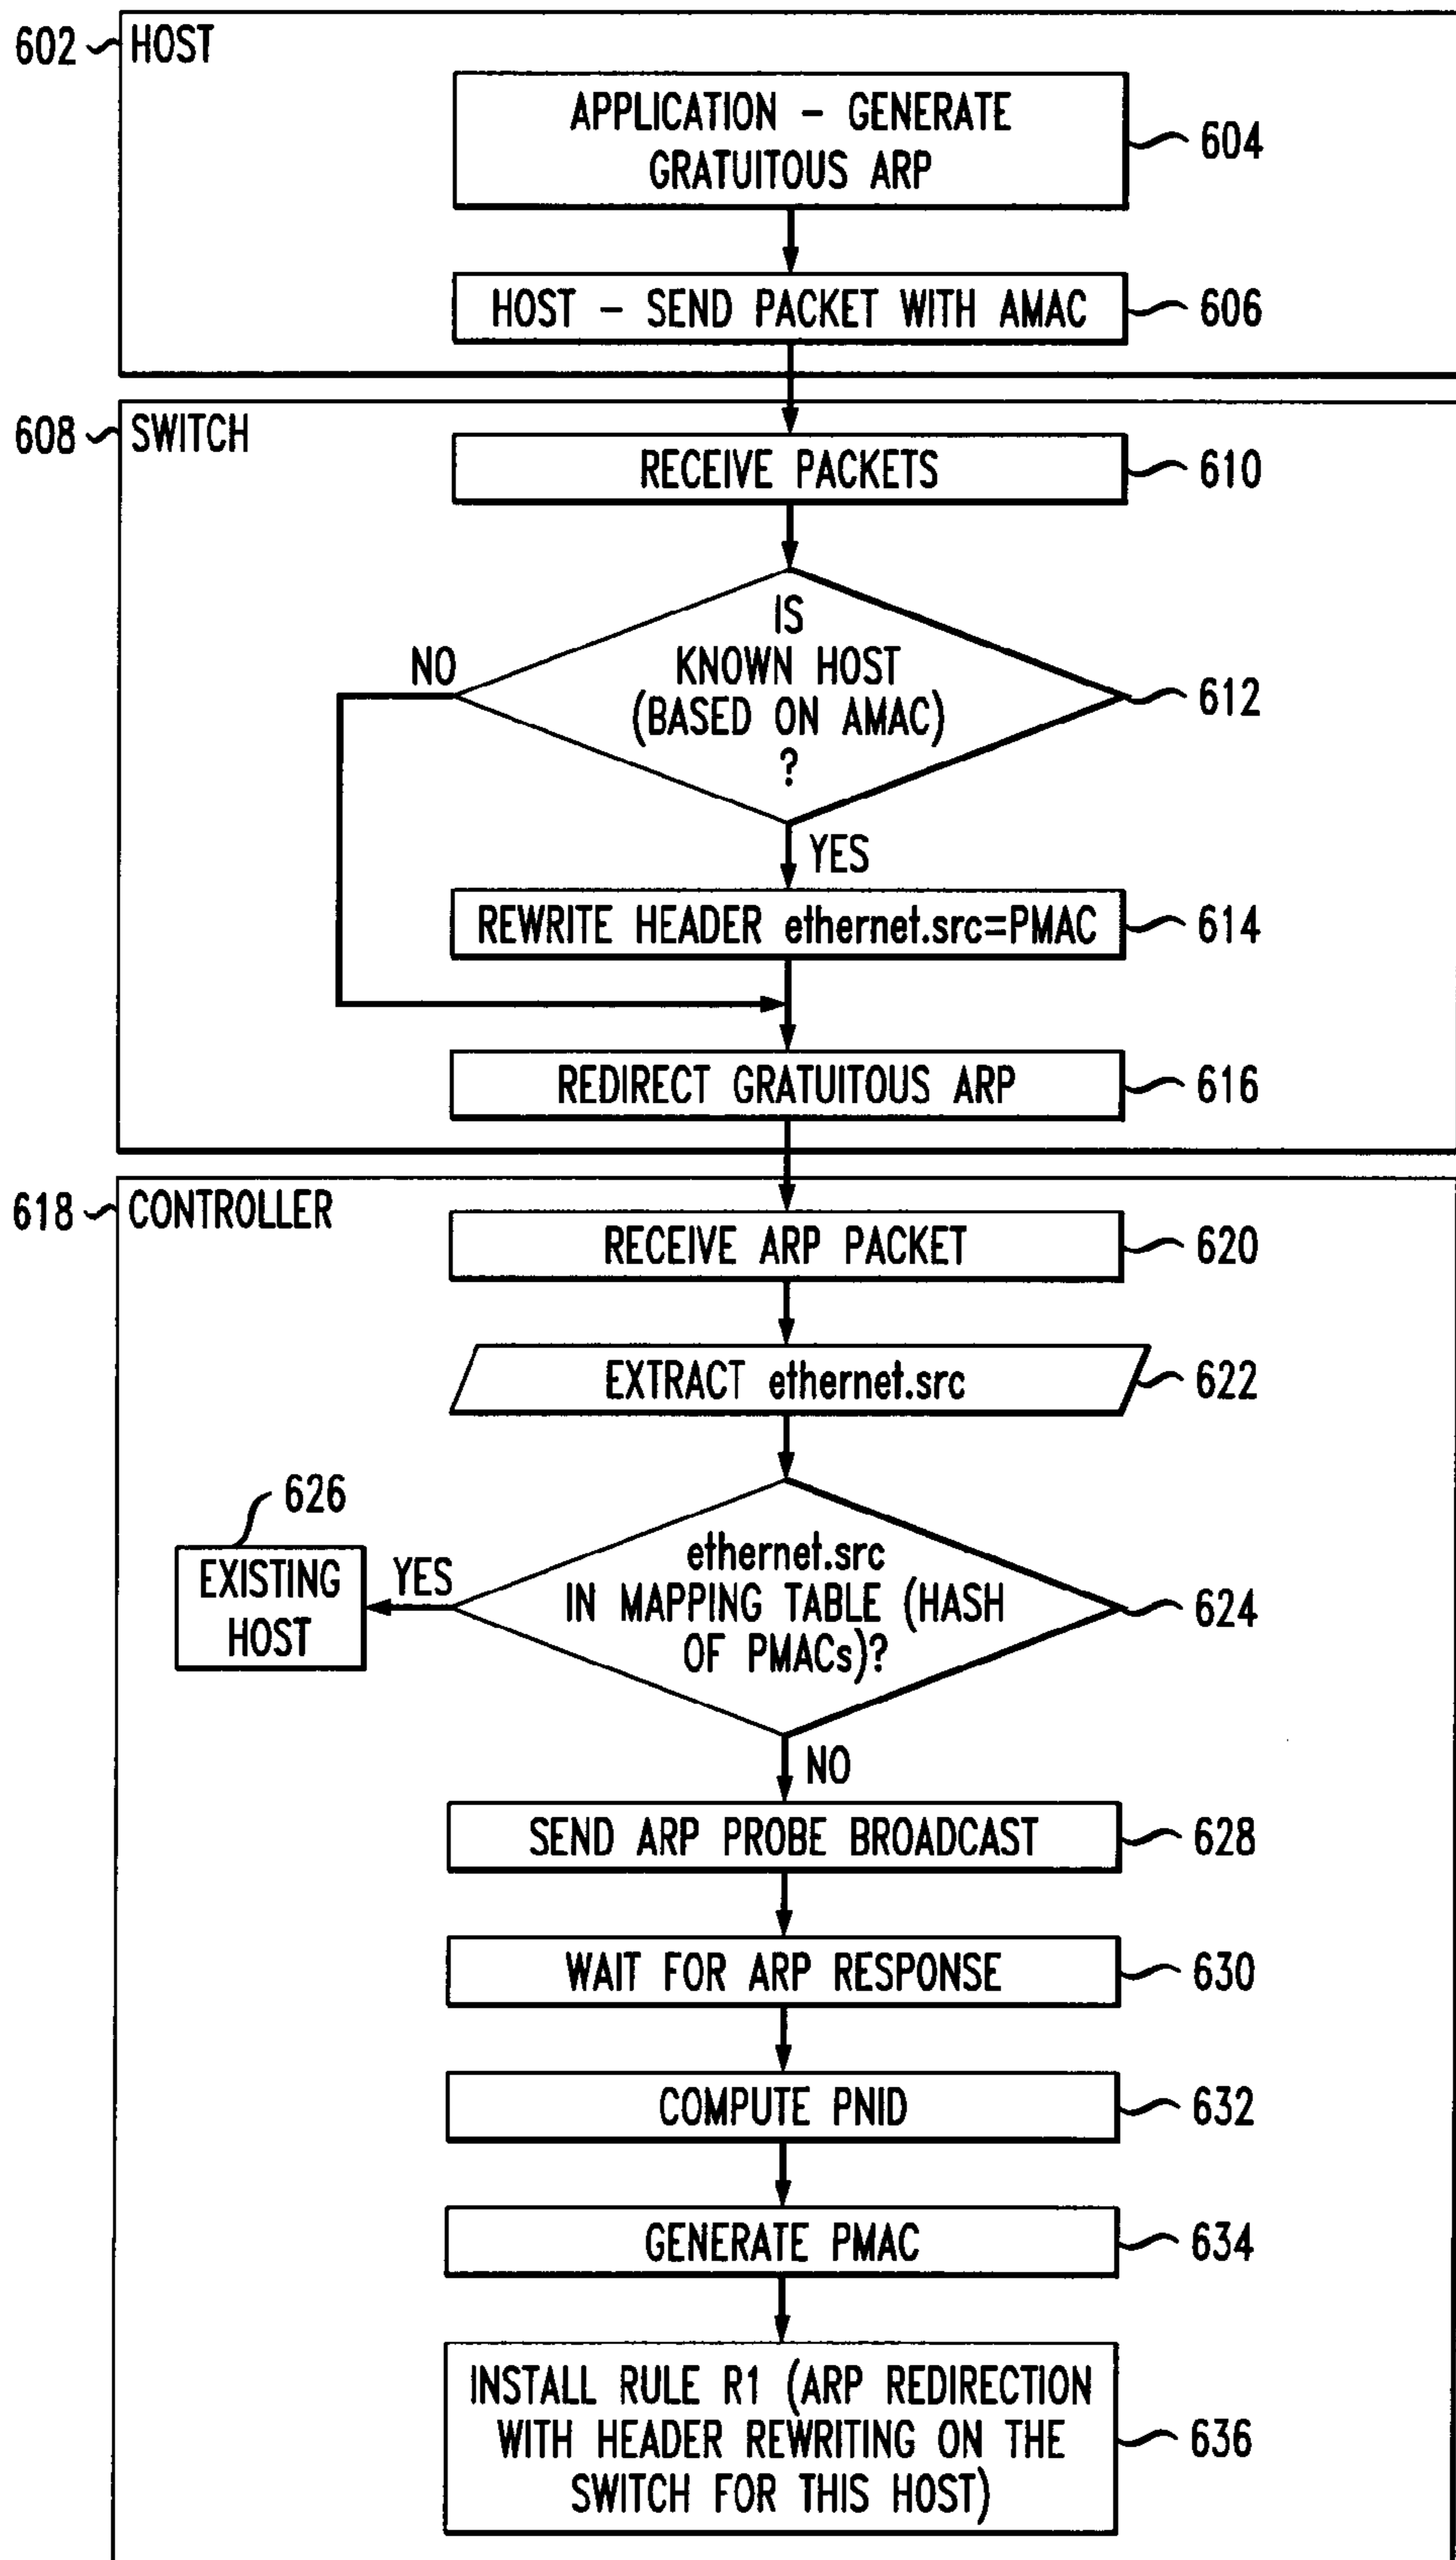 602
HOST
APPLICATION - GENERATE
GRATUITOUS ARP
604
HOST - SEND PACKET WITH AMAC
606
608
SWITCH
RECEIVE PACKETS
610
IS
KNOWN HOST
(BASED ON AMAC)
?
612
NO
YES
REWRITE HEADER ethernet.src=PMAC
614
REDIRECT GRATUITOUS ARP
616
618
CONTROLLER
RECEIVE ARP PACKET
620
EXTRACT ethernet.src
622
626
EXISTING
HOST
YES
ethernet.src
IN MAPPING TABLE (HASH
OF PMACs)?
624
NO
SEND ARP PROBE BROADCAST
628
WAIT FOR ARP RESPONSE
630
COMPUTE PNID
632
GENERATE PMAC
634
INSTALL RULE R1 (ARP REDIRECTION
WITH HEADER REWRITING ON THE
SWITCH FOR THIS HOST)
636